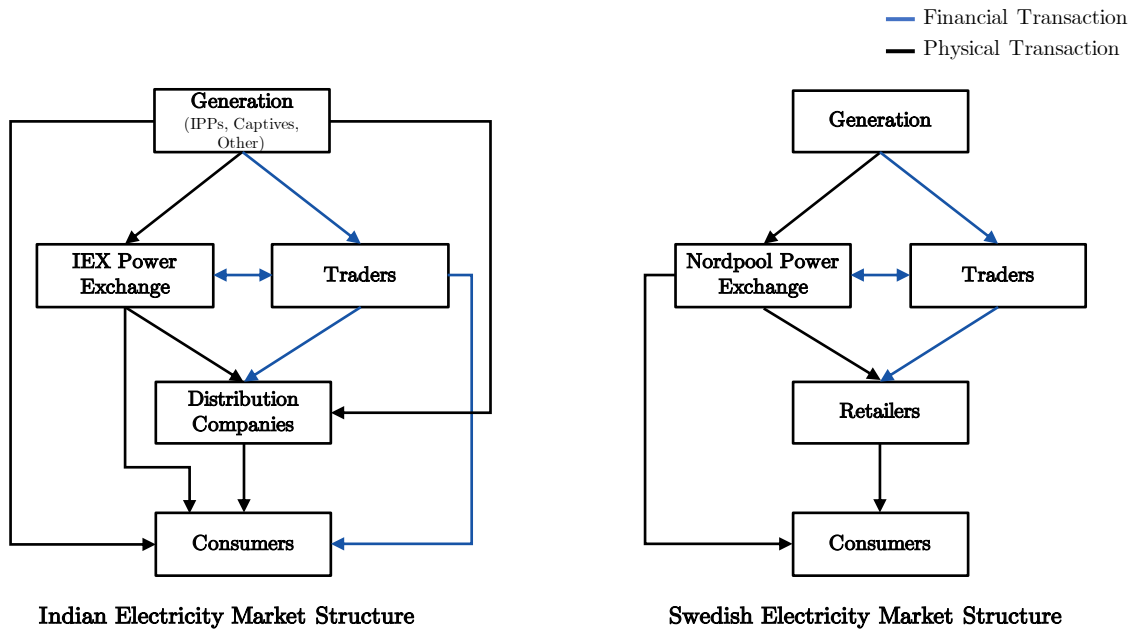 Financial Transaction
Physical Transaction
Generation
(IPPs, Captives,
Other)
IEX Power
Exchange
Traders
Distribution
Companies
Consumers
Indian Electricity Market Structure
Generation
Nordpool Power
Exchange
Traders
Retailers
Consumers
Swedish Electricity Market Structure